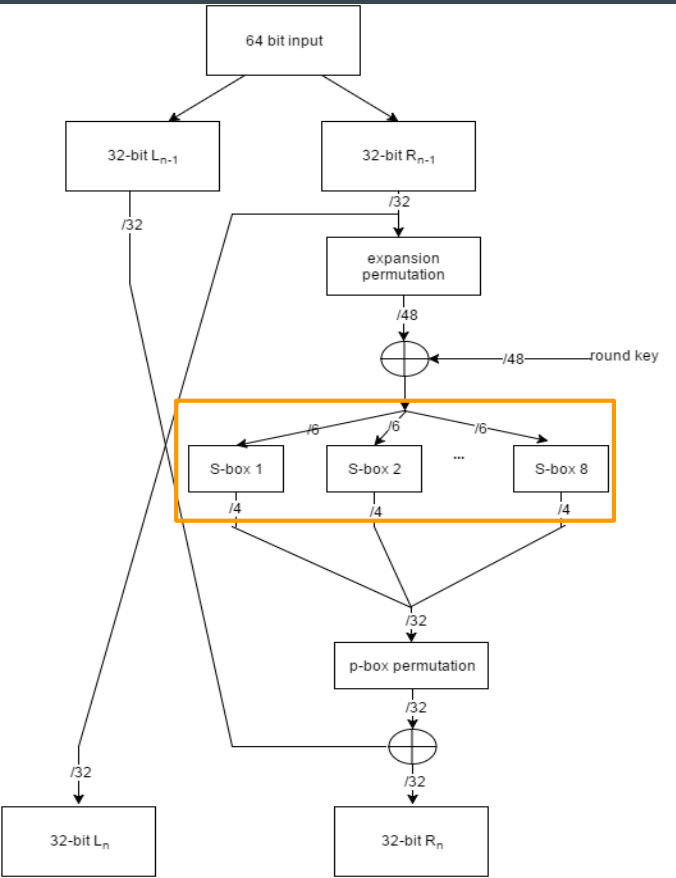 64 bit input
32-bit Ln-1
32-bit Rn-1
/32
/32
expansion
permutation
/48
/48
round key
/6
/6
/6
S-box 1
S-box 2
...
S-box 8
/4
/4
/4
/32
p-box permutation
/32
/32
/32
32-bit Ln
32-bit Rn